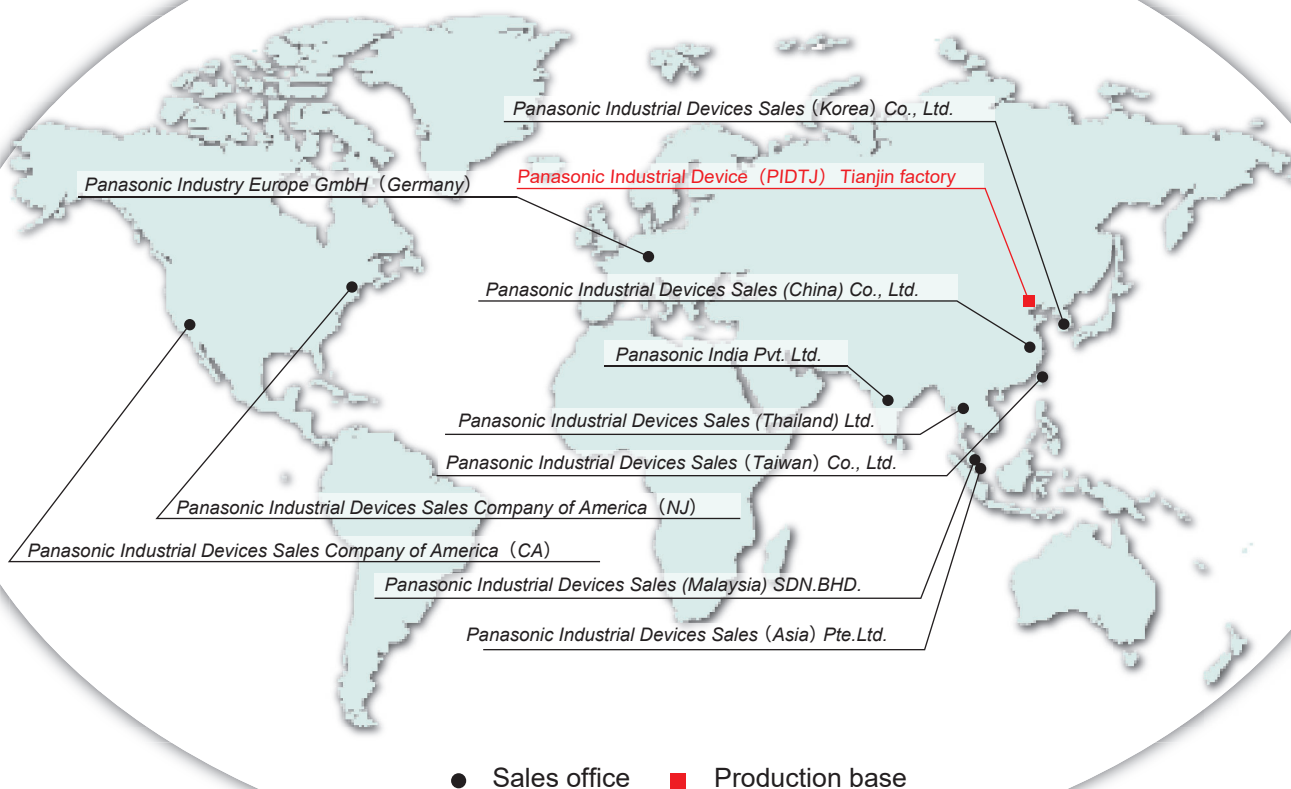 Panasonic Industrial Devices Sales（Korea）Co., Ltd.
Panasonic Industry Europe GmbH（Germany）
Panasonic Industrial Device（PIDTJ）Tianjin factory
Panasonic Industrial Devices Sales (China) Co., Ltd.
Panasonic India Pvt. Ltd.
Panasonic Industrial Devices Sales (Thailand) Ltd.
Panasonic Industrial Devices Sales（Taiwan）Co., Ltd.
Panasonic Industrial Devices Sales Company of America（NJ）
Panasonic Industrial Devices Sales Company of America（CA）
Panasonic Industrial Devices Sales (Malaysia) SDN.BHD.
Panasonic Industrial Devices Sales（Asia）Pte.Ltd.
Sales office
Production base